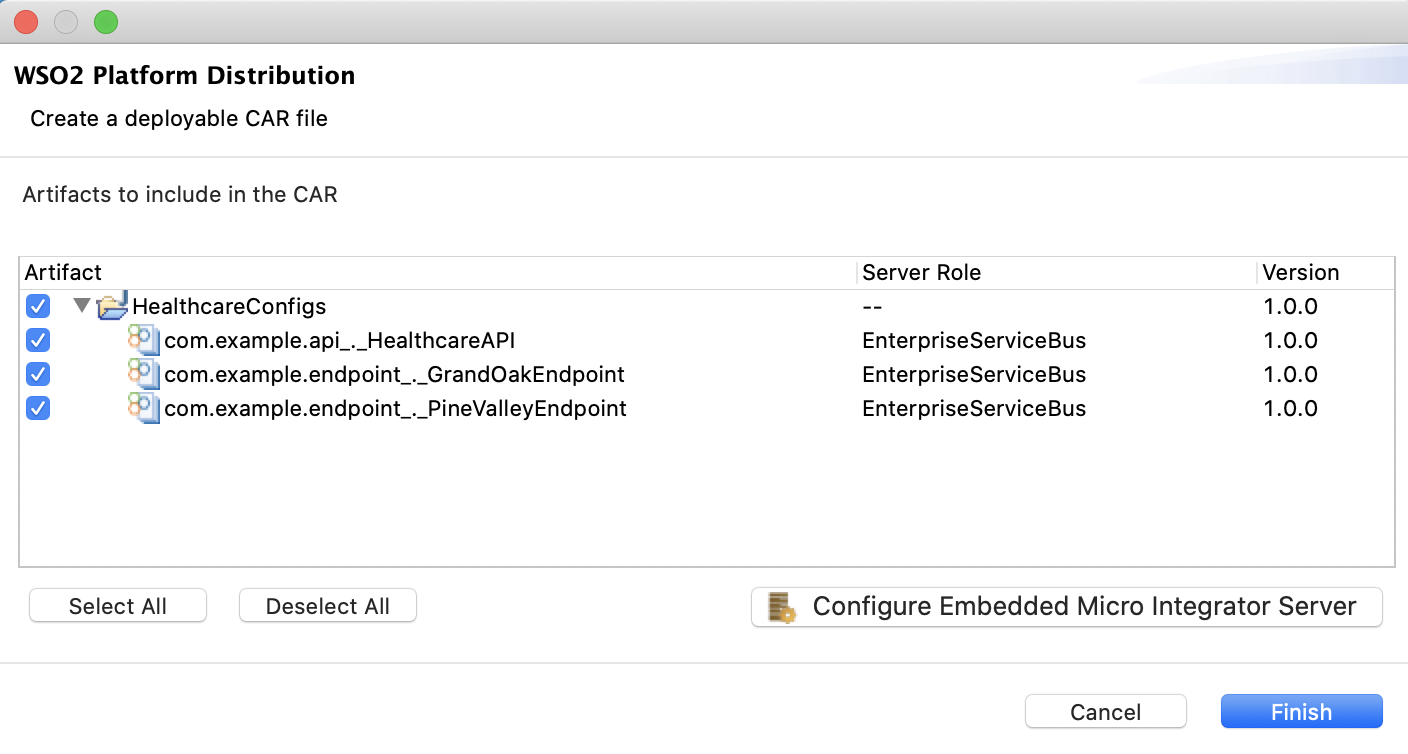 WSO2 Platform Distribution
Create a deployable CAR file
Artifacts to include in the CAR
Artifact Server Role Version
HealthcareConfigs -- 1.0.0
com.example.api_._HealthcareAPI EnterpriseServiceBus 1.0.0
com.example.endpoint_._GrandOakEndpoint EnterpriseServiceBus 1.0.0
com.example.endpoint_._PineValleyEndpoint EnterpriseServiceBus 1.0.0
Select All Deselect All Configure Embedded Micro Integrator Server
Cancel Finish